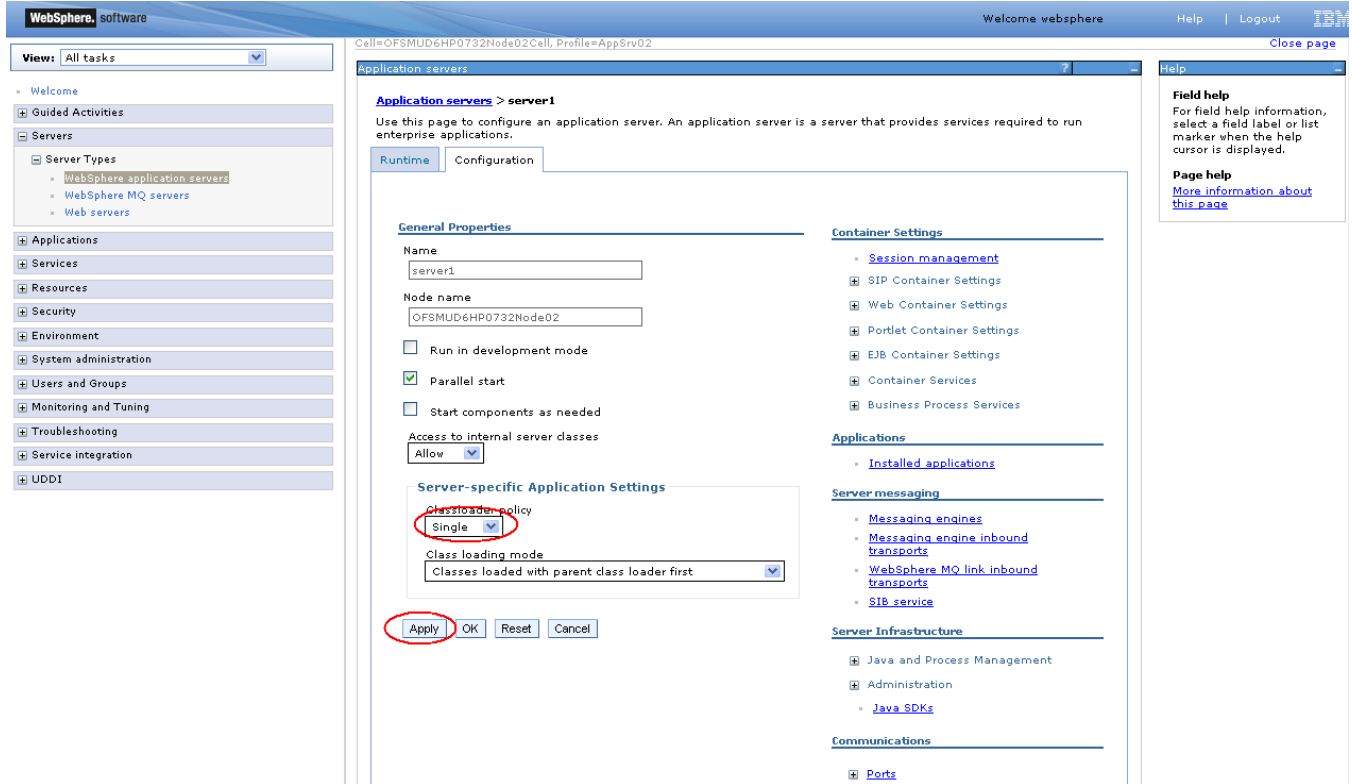 WebSphere. software
Welcome websphere
Help | Logout
IBM
View: All tasks
Welcome
Guided Activities
Servers
Server Types
WebSphere application servers
WebSphere MQ servers
Web servers
Applications
Services
Resources
Security
Environment
System administration
Users and Groups
Monitoring and Tuning
Troubleshooting
Service integration
UDDI
Cell=OFSMUD6HP0732Node02Cell, Profile=AppSrv02
Close page
Application servers
?
Application servers > server1
Use this page to configure an application server. An application server is a server that provides services required to run
enterprise applications.
Runtime
Configuration
General Properties
Name
server1
Node name
OFSMUD6HP0732Node02
Run in development mode
Parallel start
Start components as needed
Access to internal server classes
Allow
Server-specific Application Settings
Classloader policy
Single
Class loading mode
Classes loaded with parent class loader first
Apply
OK
Reset
Cancel
Container Settings
Session management
SIP Container Settings
Web Container Settings
Portlet Container Settings
EJB Container Settings
Container Services
Business Process Services
Applications
Installed applications
Server messaging
Messaging engines
Messaging engine inbound
transports
WebSphere MQ link inbound
transports
SIB service
Server Infrastructure
Java and Process Management
Administration
Java SDKs
Communications
Ports
Help
Field help
For field help information,
select a field label or list
marker when the help
cursor is displayed.
Page help
More information about
this page